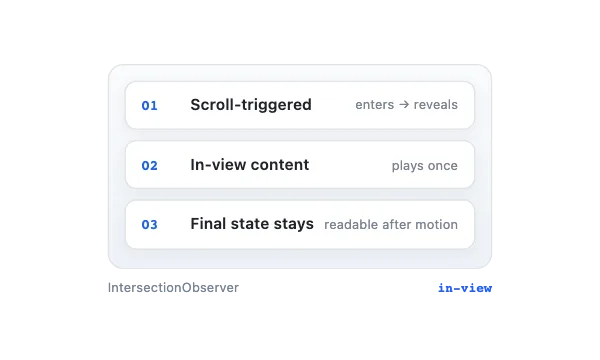 01 Scroll-triggered enters → reveals
02 In-view content plays once
03 Final state stays readable after motion
IntersectionObserver in-view